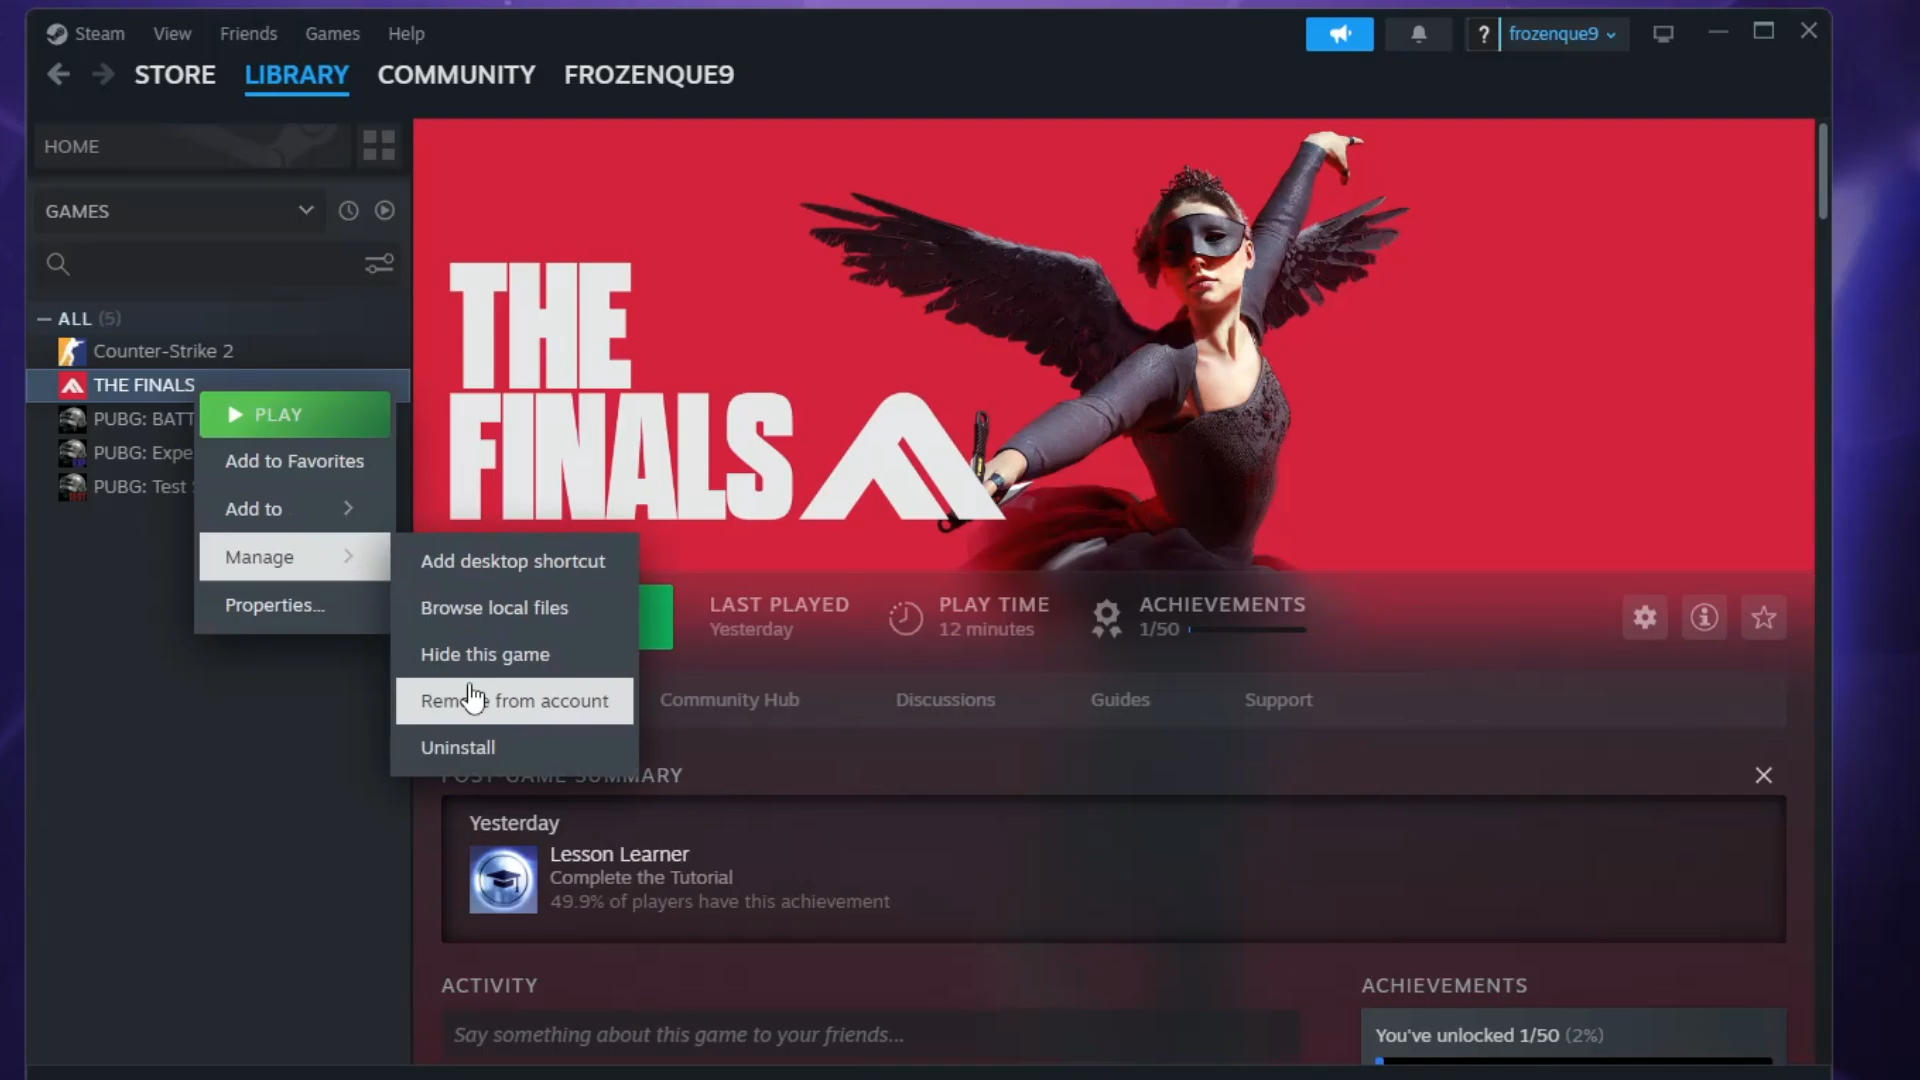 Steam View Friends Games Help
? frozenque9
STORE LIBRARY COMMUNITY FROZENQUE9
HOME
GAMES
ALL (5)
Counter-Strike 2
THE FINALS
PUBG: BATT
PUBG: Expe
PUBG: Test
PLAY
Add to Favorites
Add to
Manage
Properties...
Add desktop shortcut
Browse local files
Hide this game
from account
Uninstall
THE
FINALS
LAST PLAYED
Yesterday
PLAY TIME
12 minutes
ACHIEVEMENTS
1/50
Community Hub Discussions Guides Support
POST-GAME SUMMARY
Yesterday
Lesson Learner
Complete the Tutorial
49.9% of players have this achievement
ACTIVITY
Say something about this game to your friends...
ACHIEVEMENTS
You've unlocked 1/50 (2%)